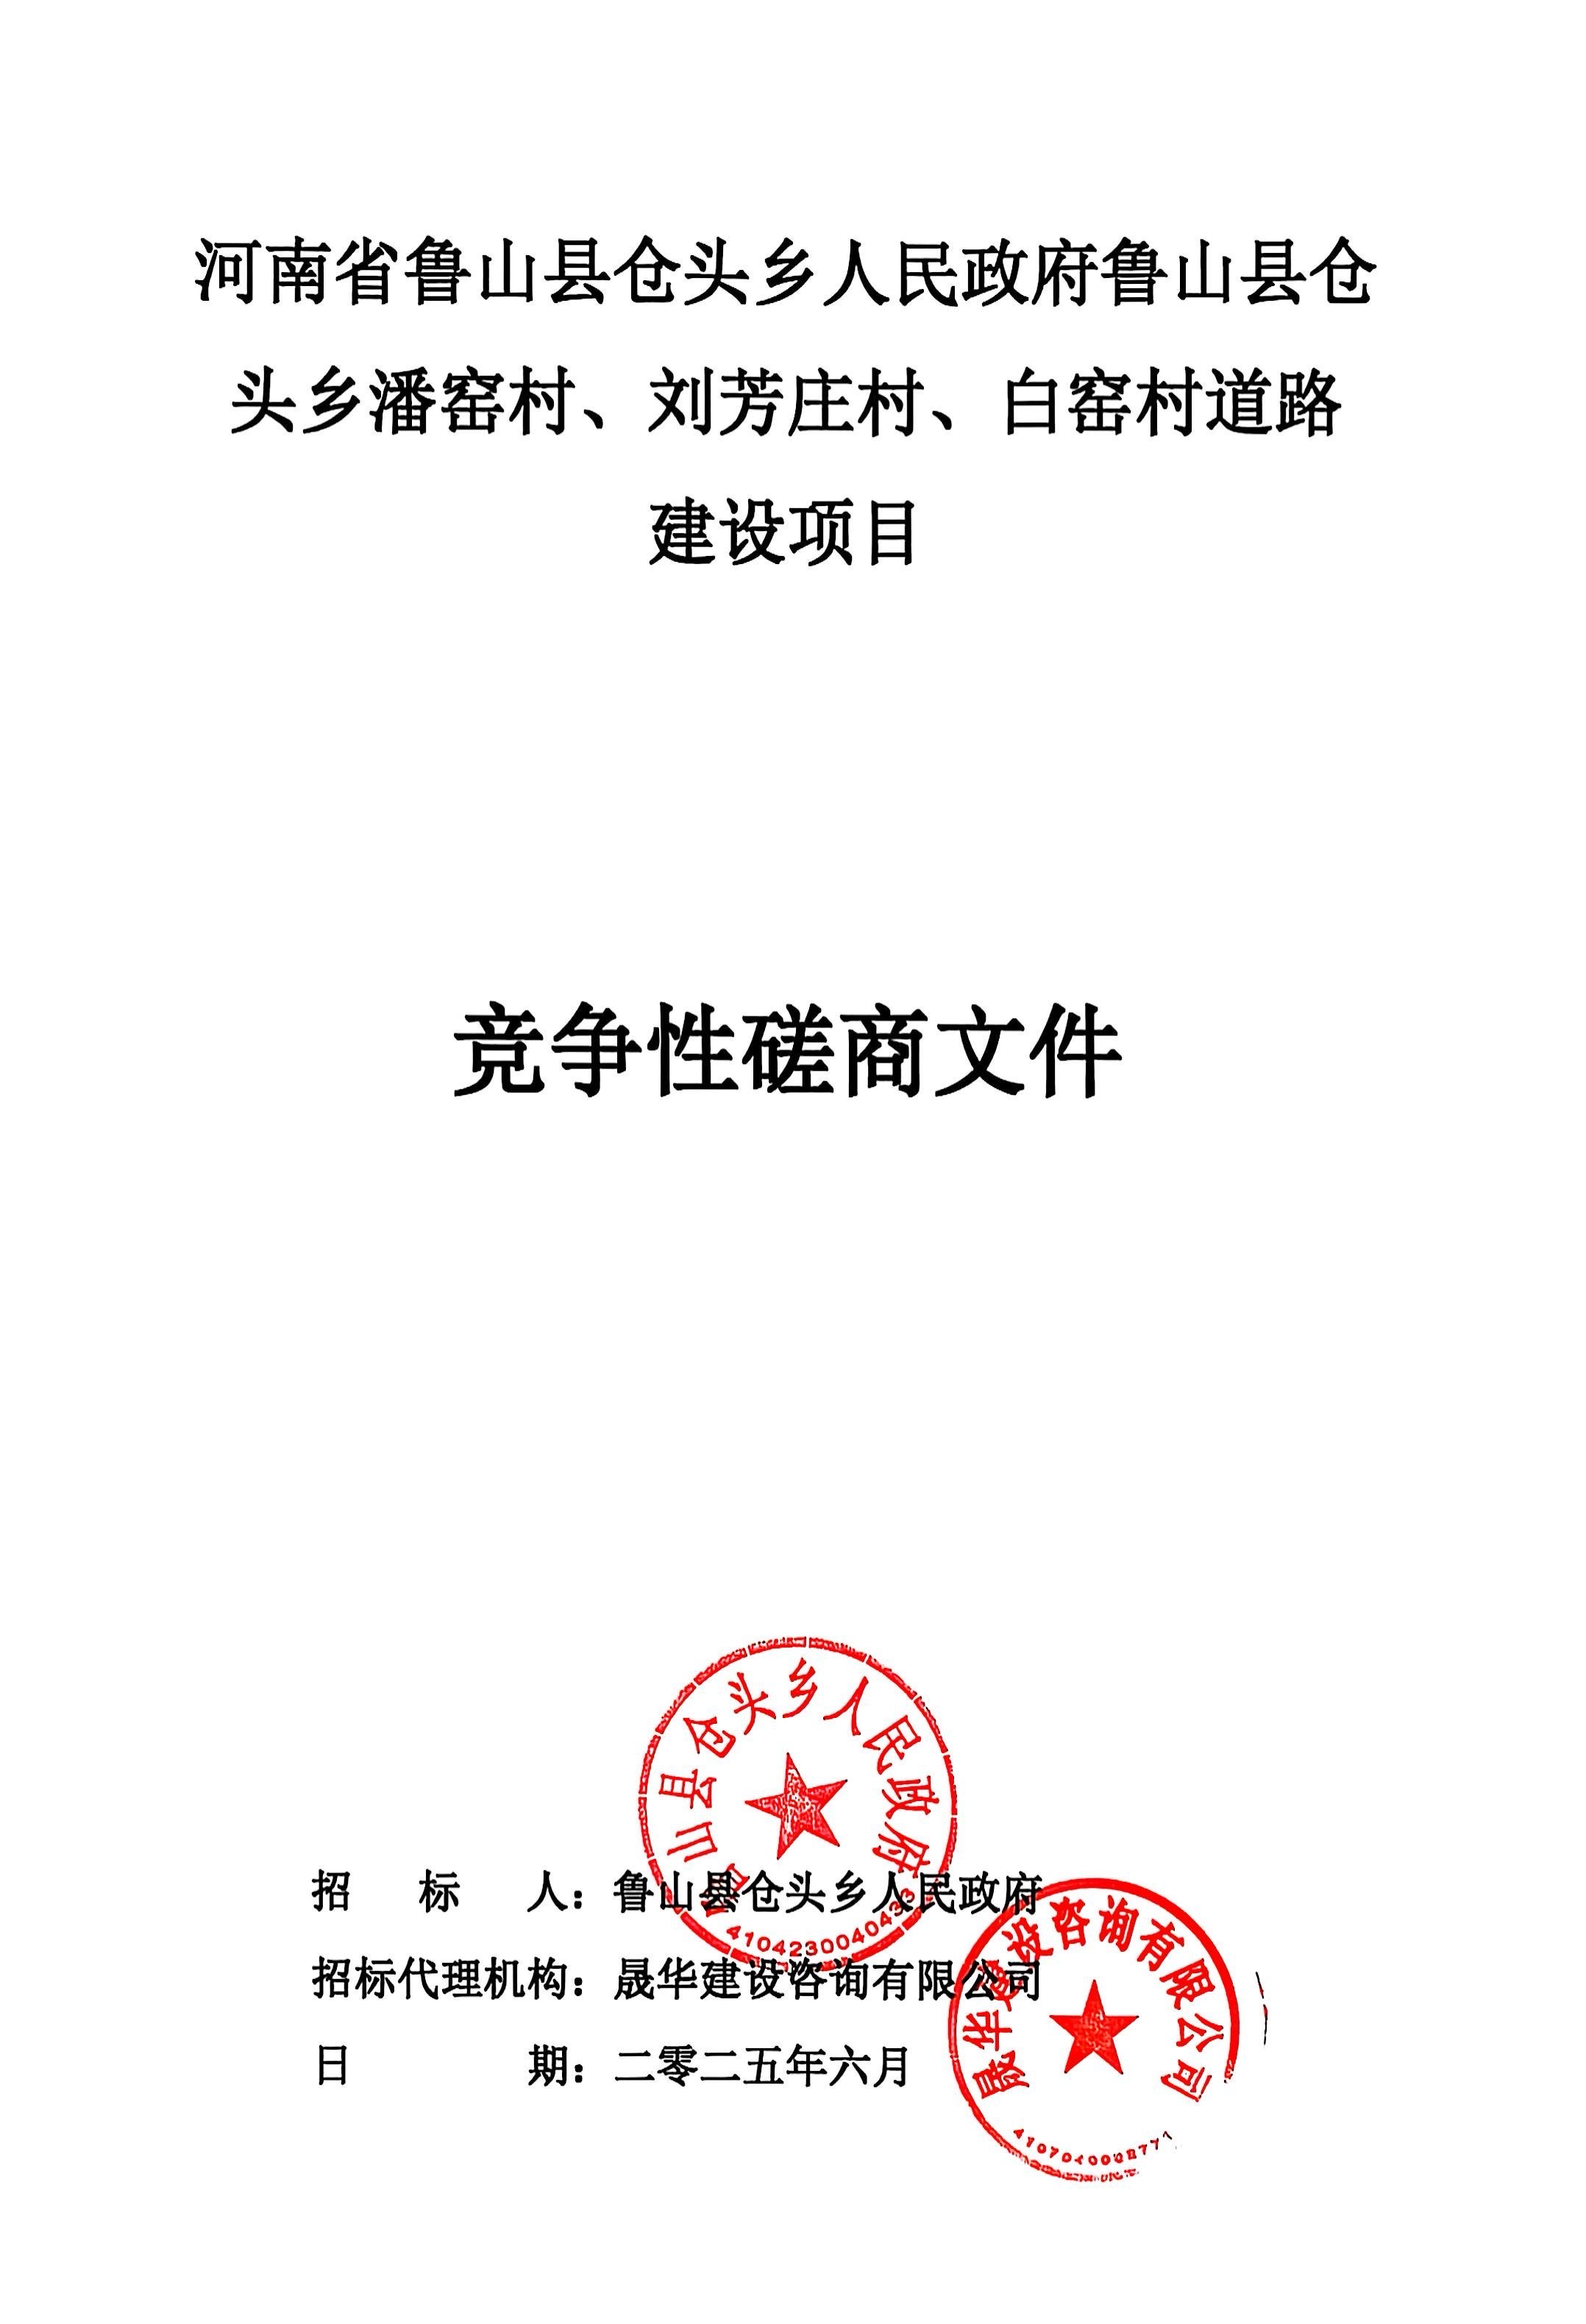 河南省鲁山县仓头乡人民政府鲁山县仓
头乡潘窑村、刘芳庄村、白窑村道路
建设项目
竞争性磋商文件
山县仓头乡人民政府
4104230040433
招标人：鲁山县仓头乡人民政府
招标代理机构：晟华建设咨询有限公司
日期：二零二五年六月
晟华建设咨询有限公司